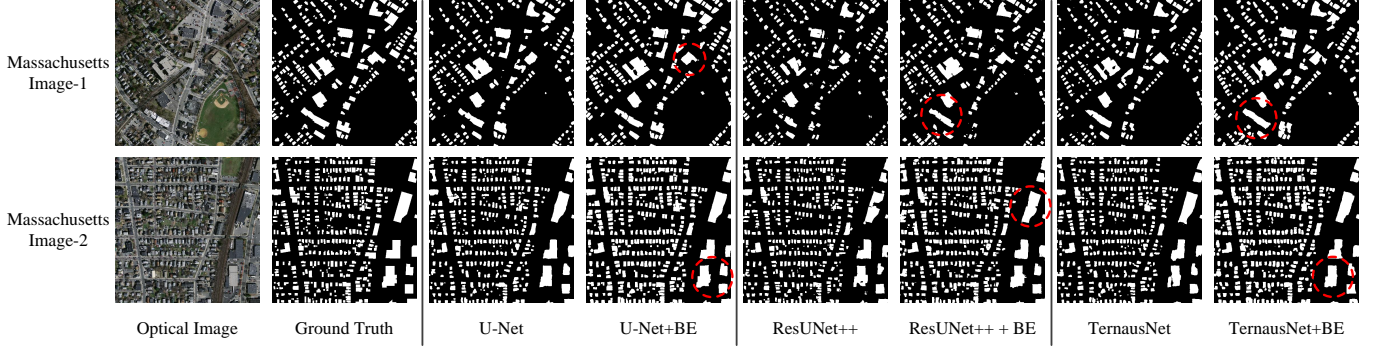 Massachusetts
Image-1
Massachusetts
Image-2
Optical Image
Ground Truth
U-Net
U-Net+BE
ResUNet++
ResUNet++ + BE
TernausNet
TernausNet+BE